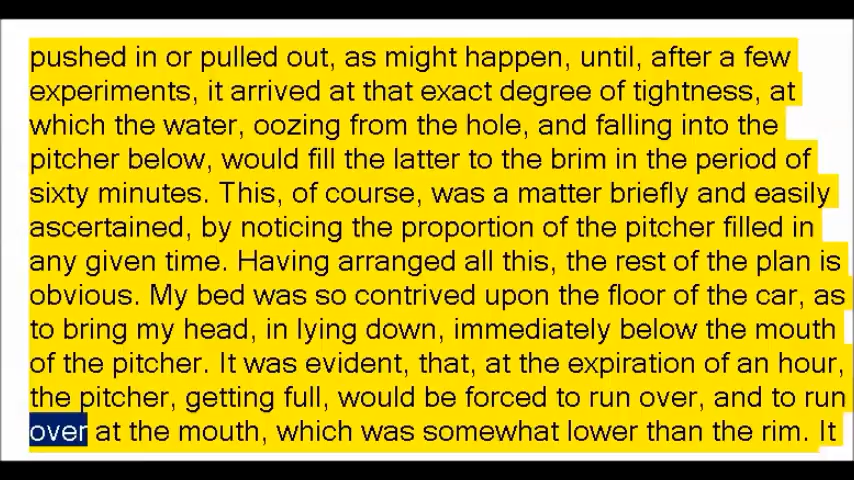 pushed in or pulled out, as might happen, until, after a few
experiments, it arrived at that exact degree of tightness, at
which the water, oozing from the hole, and falling into the
pitcher below, would fill the latter to the brim in the period of
sixty minutes. This, of course, was a matter briefly and easily
ascertained, by noticing the proportion of the pitcher filled in
any given time. Having arranged all this, the rest of the plan is
obvious. My bed was so contrived upon the floor of the car, as
to bring my head, in lying down, immediately below the mouth
of the pitcher. It was evident, that, at the expiration of an hour,
the pitcher, getting full, would be forced to run over, and to run
over at the mouth, which was somewhat lower than the rim. It